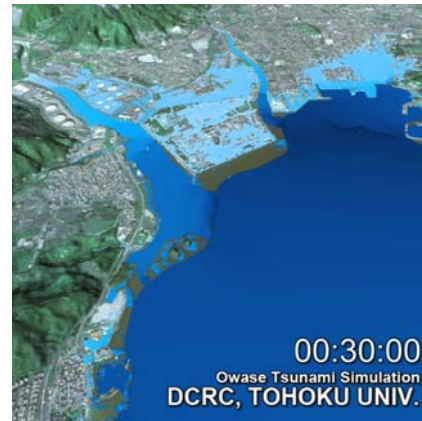 00:30:00
Owase Tsunami Simulation
DCRC, TOHOKU UNIV.